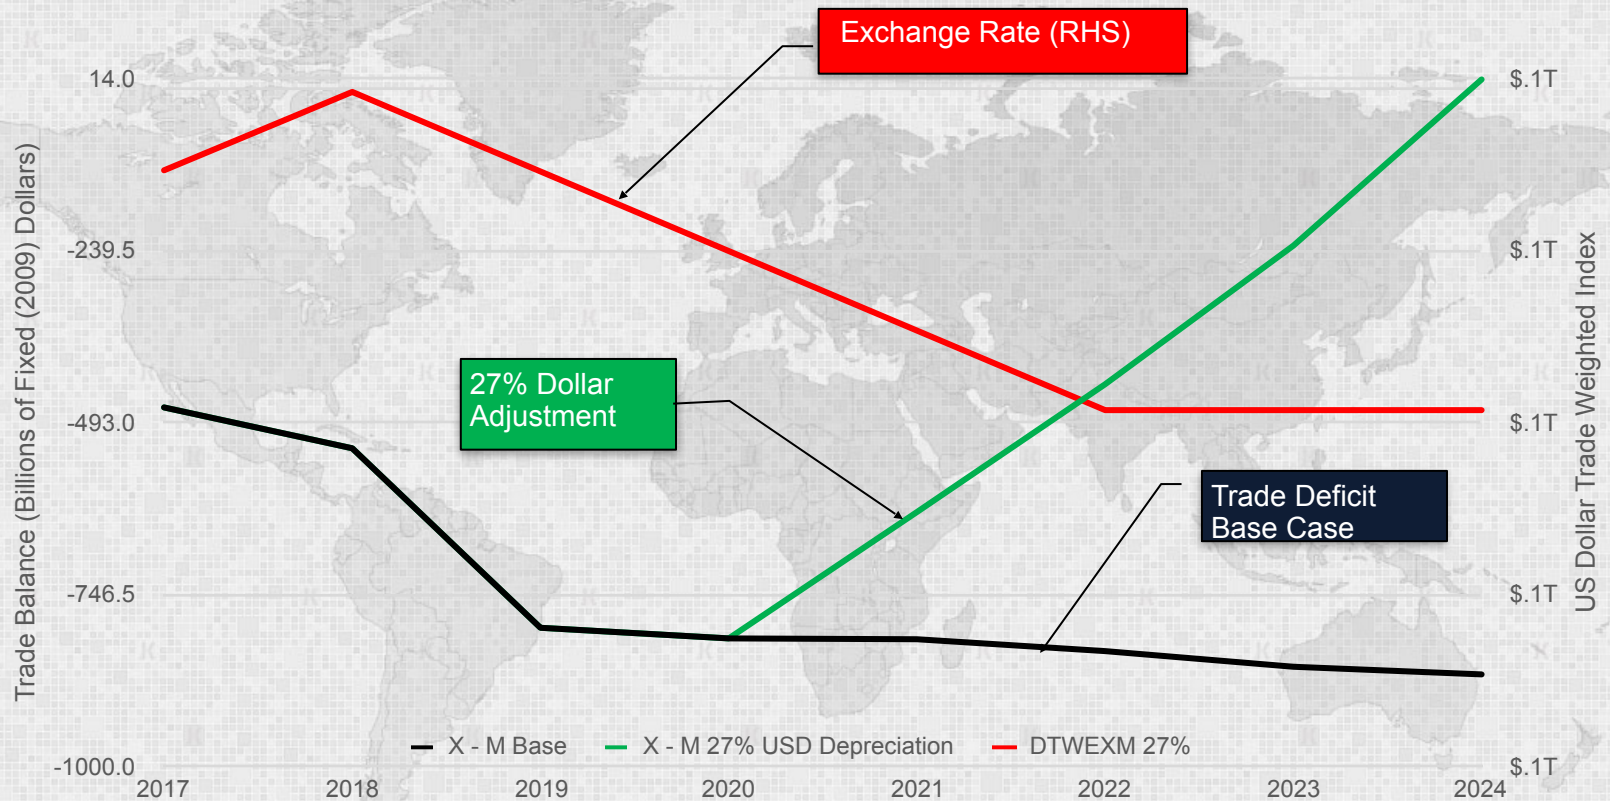 Exchange Rate (RHS)
14.0
-239.5
-493.0
-746.5
-1000.0
Trade Balance (Billions of Fixed (2009) Dollars)
27% Dollar
Adjustment
Trade Deficit
Base Case
$.1T
$.1T
$.1T
$.1T
$.1T
US Dollar Trade Weighted Index
X - M Base
X - M 27% USD Depreciation
DTWEXM 27%
2017 2018 2019 2020 2021 2022 2023 2024